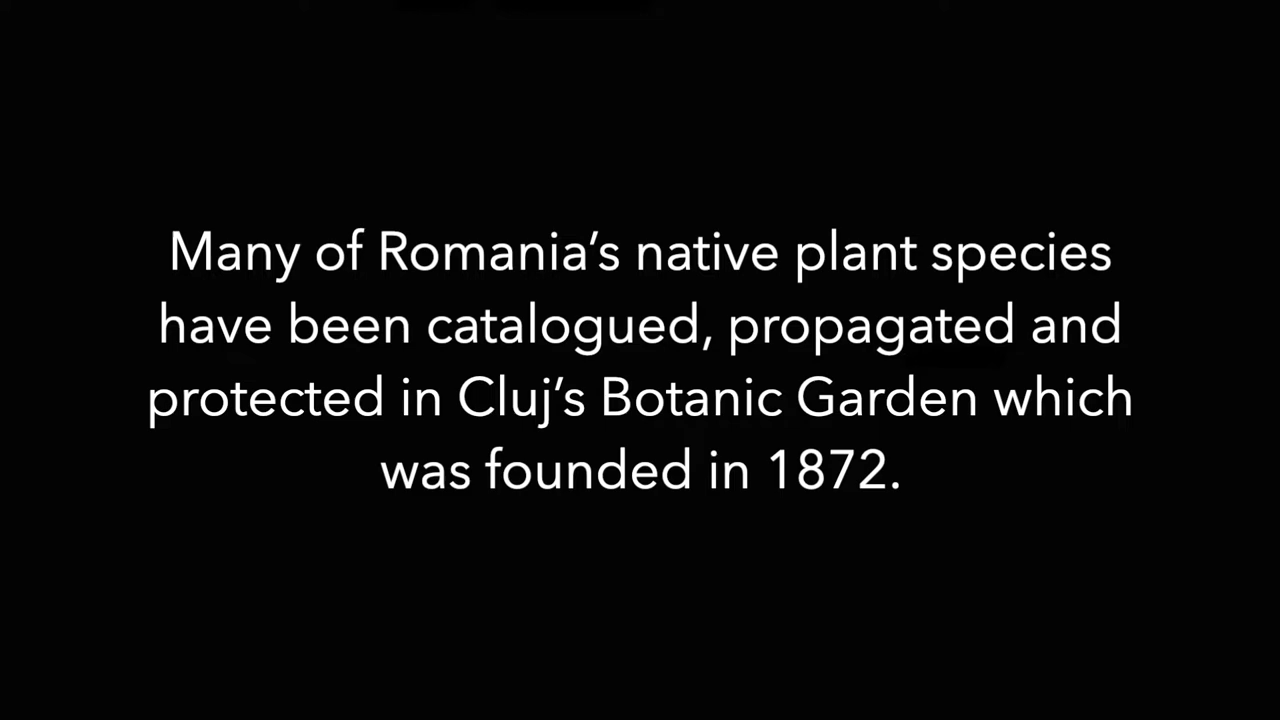 Many of Romania’s native plant species
have been catalogued, propagated and
protected in Cluj’s Botanic Garden which
was founded in 1872.